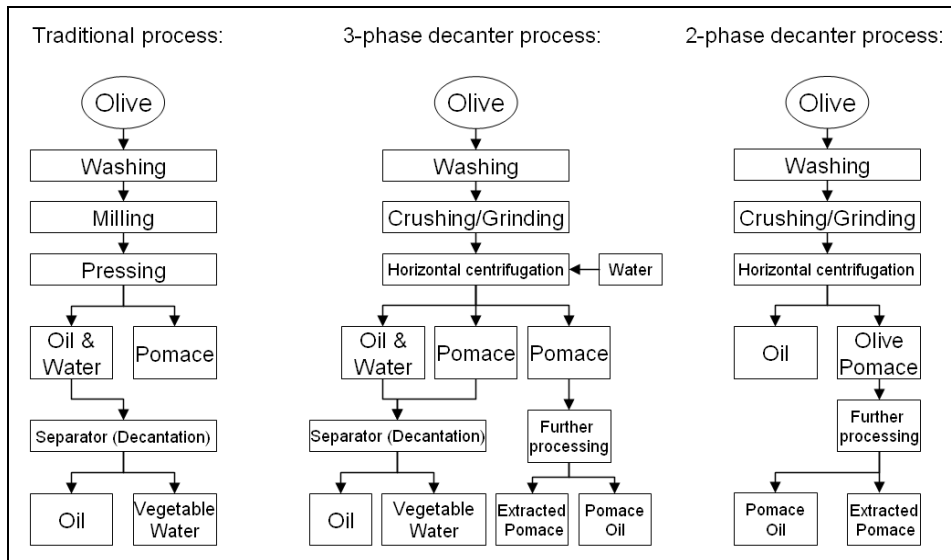 Traditional process:
Olive
Washing
Milling
Pressing
Oil &
Water
Pomace
Separator (Decantation)
Oil
Vegetable
Water
3-phase decanter process:
Olive
Washing
Crushing/Grinding
Horizontal centrifugation
Water
Oil &
Water
Pomace
Pomace
Separator (Decantation)
Further
processing
Oil
Vegetable
Water
Extracted
Pomace
Pomace
Oil
2-phase decanter process:
Olive
Washing
Crushing/Grinding
Horizontal centrifugation
Oil
Olive
Pomace
Further
processing
Pomace
Oil
Extracted
Pomace